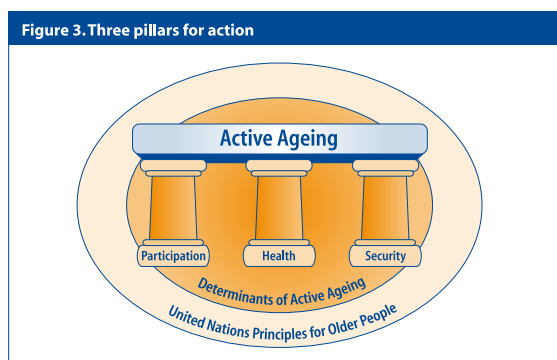 Figure 3. Three pillars for action
Active Ageing
Participation
Health
Security
Determinants of Active Ageing
United Nations Principles for Older People